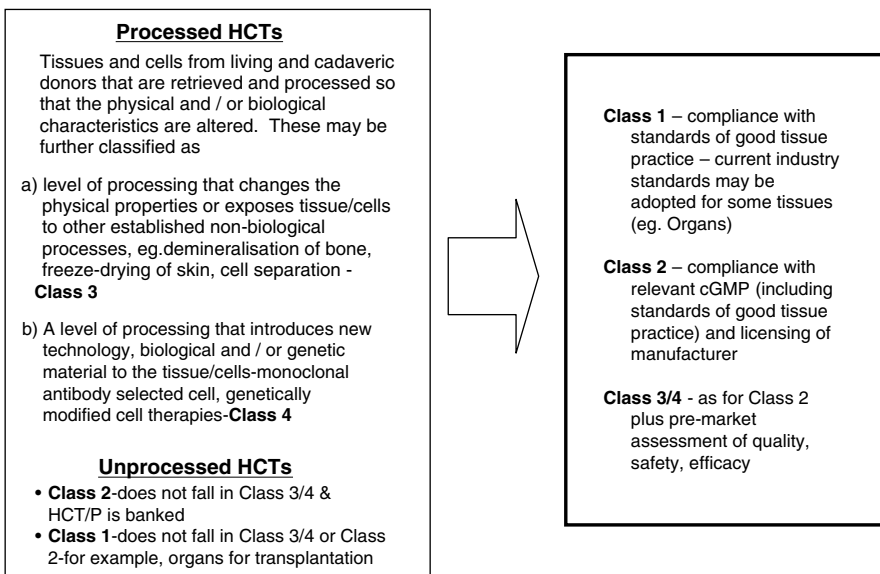 Processed HCTs
Tissues and cells from living and cadaveric
donors that are retrieved and processed so
that the physical and / or biological
characteristics are altered.  These may be
further classified as
a) level of processing that changes the
physical properties or exposes tissue/cells
to other established non-biological
processes, eg.demineralisation of bone,
freeze-drying of skin, cell separation -
Class 3
b) A level of processing that introduces new
technology, biological and / or genetic
material to the tissue/cells-monoclonal
antibody selected cell, genetically
modified cell therapies-Class 4
Unprocessed HCTs
• Class 2-does not fall in Class 3/4 &
HCT/P is banked
• Class 1-does not fall in Class 3/4 or Class
2-for example, organs for transplantation
Class 1 – compliance with
standards of good tissue
practice – current industry
standards may be
adopted for some tissues
(eg. Organs)
Class 2 – compliance with
relevant cGMP (including
standards of good tissue
practice) and licensing of
manufacturer
Class 3/4 - as for Class 2
plus pre-market
assessment of quality,
safety, efficacy